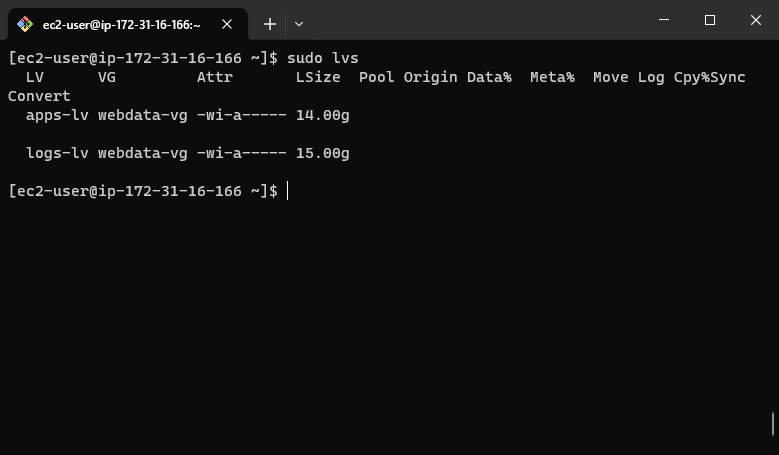 ec2-user@ip-172-31-16-166:~
[ec2-user@ip-172-31-16-166 ~]$ sudo lvs
  LV      VG         Attr       LSize  Pool Origin Data%  Meta%  Move Log Cpy%Sync
Convert
  apps-lv webdata-vg -wi-a----- 14.00g
  logs-lv webdata-vg -wi-a----- 15.00g
[ec2-user@ip-172-31-16-166 ~]$